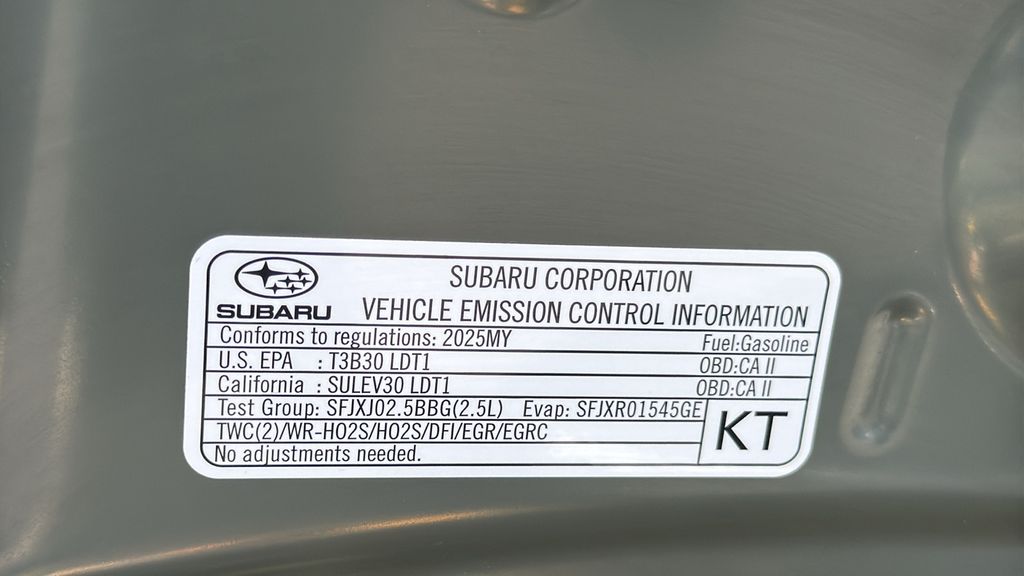 SUBARU
SUBARU CORPORATION
VEHICLE EMISSION CONTROL INFORMATION
Conforms to regulations: 2025MY Fuel:Gasoline
U.S. EPA : T3B30 LDT1 OBD:CA II
California : SULEV30 LDT1 OBD:CA II
Test Group: SFJXJ02.5BBG(2.5L) Evap: SFJXR01545GE
TWC(2)/WR-HO2S/HO2S/DFI/EGR/EGRC
No adjustments needed.
KT